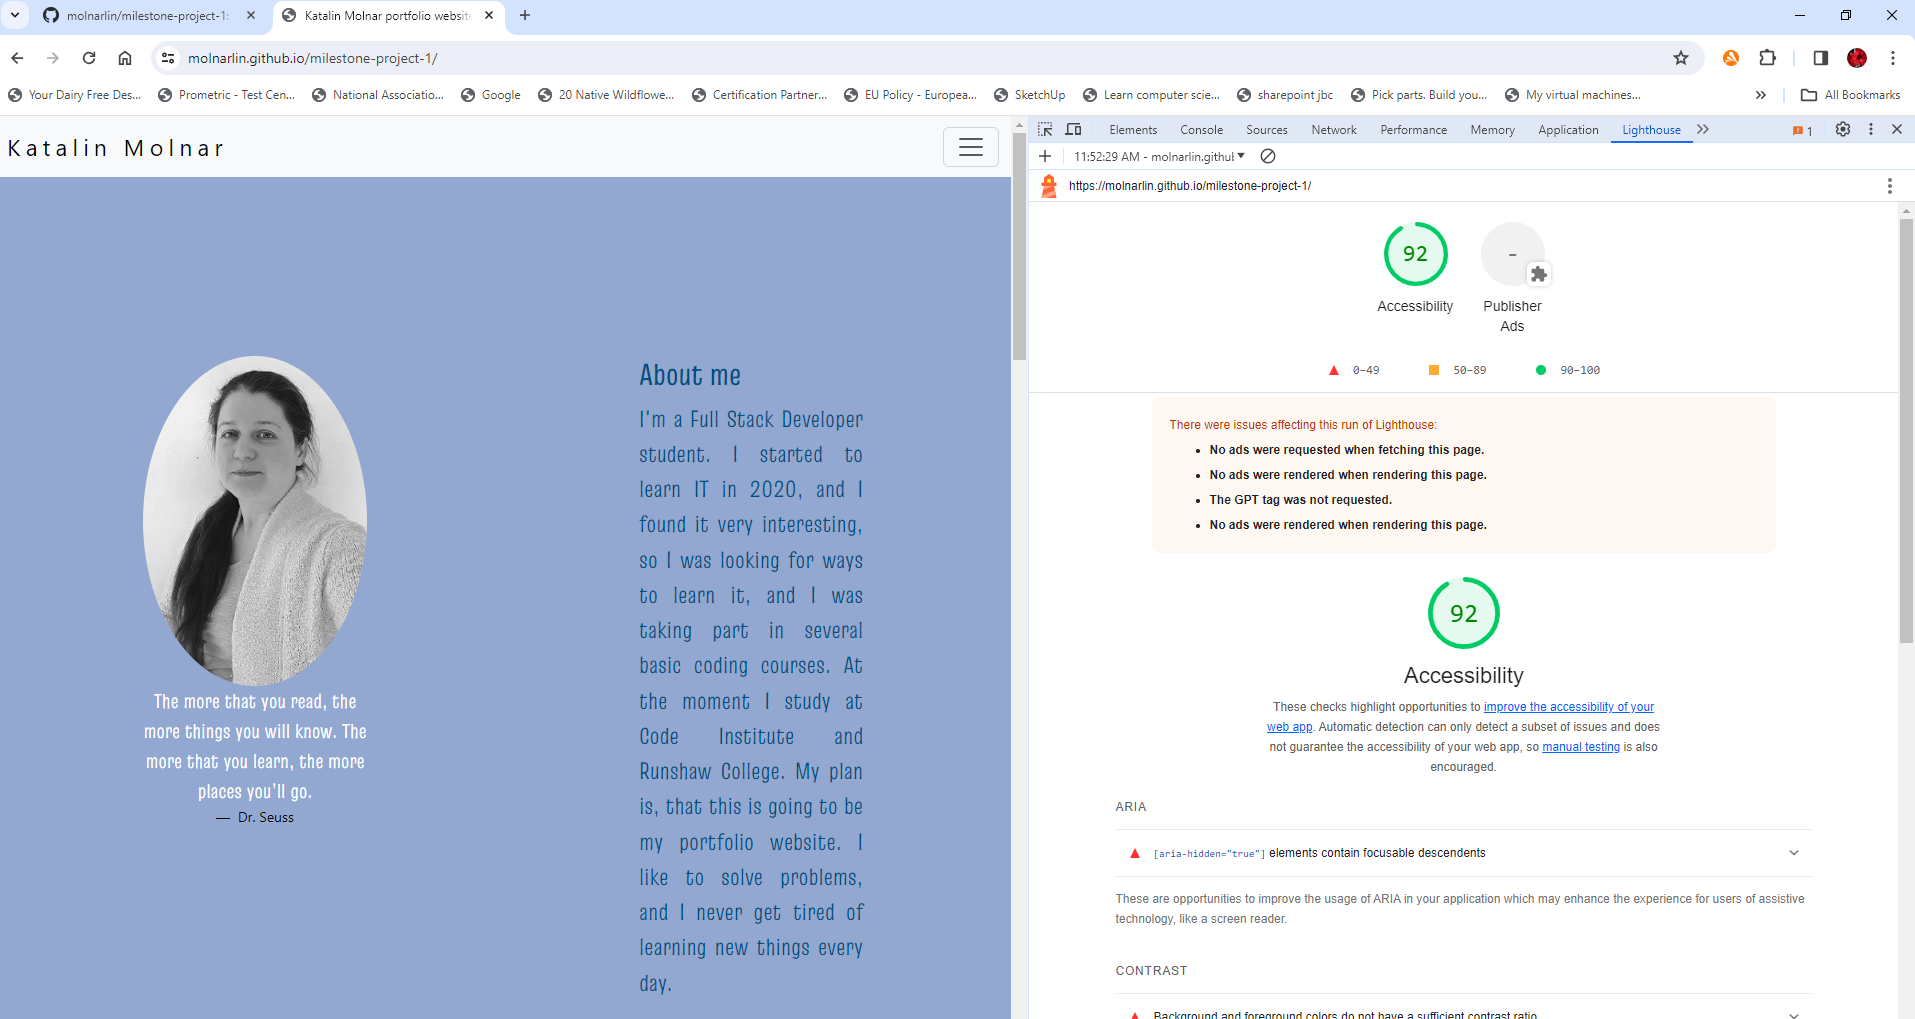 molnarlin/milestone-project-1:
Katalin Molnar portfolio website
molnarlin.github.io/milestone-project-1/
Your Dairy Free Des...
Prometric - Test Cen...
National Associatio...
Google
20 Native Wildflowe...
Certification Partner...
EU Policy - Europea...
SketchUp
Learn computer scie...
sharepoint jbc
Pick parts. Build you...
My virtual machines...
All Bookmarks
Katalin Molnar
The more that you read, the
more things you will know. The
more that you learn, the more
places you'll go.
— Dr. Seuss
About me
I'm a Full Stack Developer
student. I started to
learn IT in 2020, and I
found it very interesting,
so I was looking for ways
to learn it, and I was
taking part in several
basic coding courses. At
the moment I study at
Code Institute and
Runshaw College. My plan
is, that this is going to be
my portfolio website. I
like to solve problems,
and I never get tired of
learning new things every
day.
Elements
Console
Sources
Network
Performance
Memory
Application
Lighthouse
1
11:52:29 AM - molnarlin.githul
https://molnarlin.github.io/milestone-project-1/
92
Accessibility
-
Publisher
Ads
0–49
50–89
90–100
There were issues affecting this run of Lighthouse:
• No ads were requested when fetching this page.
• No ads were rendered when rendering this page.
• The GPT tag was not requested.
• No ads were rendered when rendering this page.
92
Accessibility
These checks highlight opportunities to improve the accessibility of your
web app. Automatic detection can only detect a subset of issues and does
not guarantee the accessibility of your web app, so manual testing is also
encouraged.
ARIA
[aria-hidden="true"] elements contain focusable descendents
These are opportunities to improve the usage of ARIA in your application which may enhance the experience for users of assistive
technology, like a screen reader.
CONTRAST
Background and foreground colors do not have a sufficient contrast ratio.